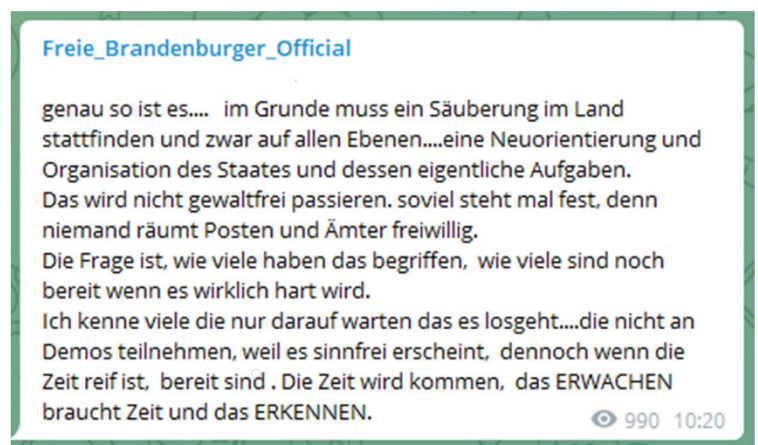 Freie_Brandenburger_Official
genau so ist es.... im Grunde muss ein Säuberung im Land
stattfinden und zwar auf allen Ebenen....eine Neuorientierung und
Organisation des Staates und dessen eigentliche Aufgaben.
Das wird nicht gewaltfrei passieren. soviel steht mal fest, denn
niemand räumt Posten und Ämter freiwillig.
Die Frage ist, wie viele haben das begriffen, wie viele sind noch
bereit wenn es wirklich hart wird.
Ich kenne viele die nur darauf warten das es losgeht....die nicht an
Demos teilnehmen, weil es sinnfrei erscheint, dennoch wenn die
Zeit reif ist, bereit sind . Die Zeit wird kommen, das ERWACHEN
braucht Zeit und das ERKENNEN.
990 10:20